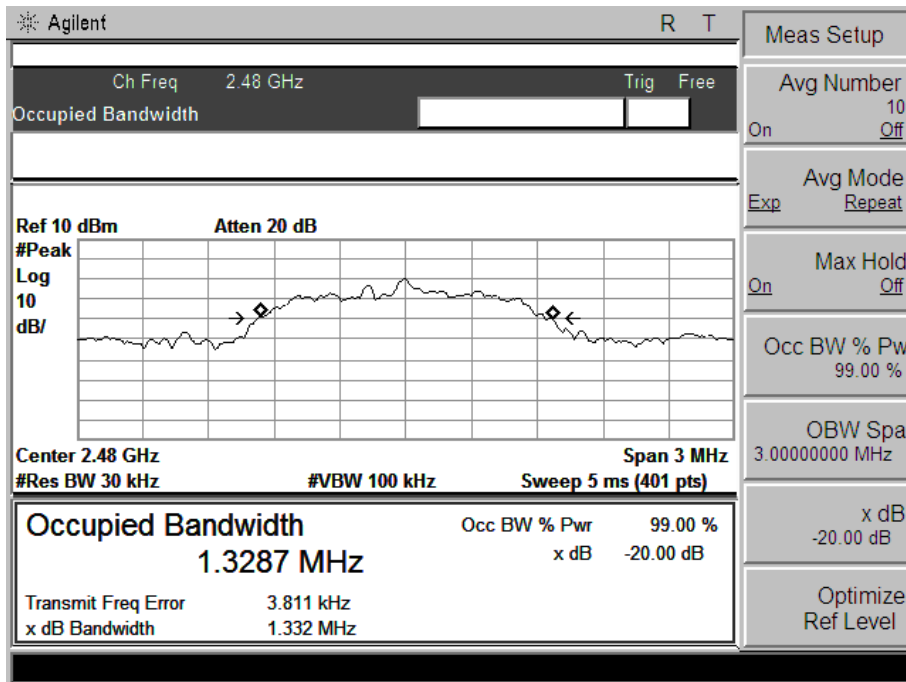 Agilent R T
Ch Freq 2.48 GHz Trig Free
Occupied Bandwidth
Ref 10 dBm Atten 20 dB
#Peak
Log
10
dB/
Center 2.48 GHz Span 3 MHz
#Res BW 30 kHz #VBW 100 kHz Sweep 5 ms (401 pts)
Occupied Bandwidth
1.3287 MHz
Occ BW % Pwr 99.00 %
x dB -20.00 dB
Transmit Freq Error 3.811 kHz
x dB Bandwidth 1.332 MHz
Meas Setup
Avg Number
10
On Off
Avg Mode
Exp Repeat
Max Hold
On Off
Occ BW % Pw
99.00 %
OBW Spa
3.00000000 MHz
x dB
-20.00 dB
Optimize
Ref Level